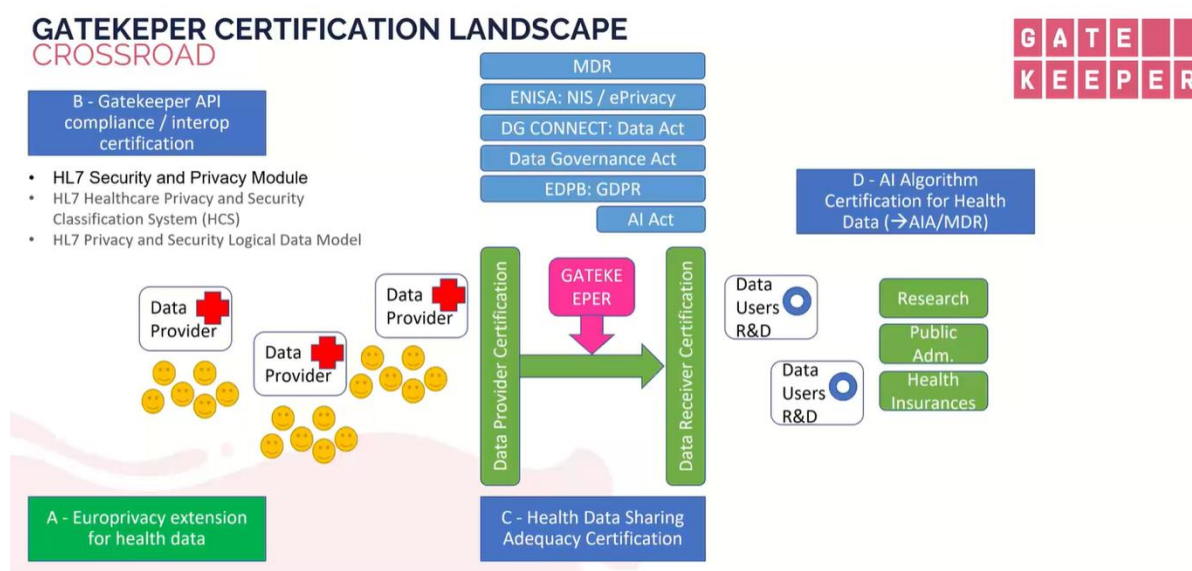 GATEKEEPER CERTIFICATION LANDSCAPE
CROSSROAD
GATE
KEEPER
B - Gatekeeper API
compliance / interop
certification
• HL7 Security and Privacy Module
• HL7 Healthcare Privacy and Security
Classification System (HCS)
• HL7 Privacy and Security Logical Data Model
MDR
ENISA: NIS / ePrivacy
DG CONNECT: Data Act
Data Governance Act
EDPB: GDPR
AI Act
D - AI Algorithm
Certification for Health
Data (→AIA/MDR)
Data
Provider
Data
Provider
Data
Provider
Data Provider Certification
GATEKE
EPER
Data Receiver Certification
Data
Users
R&D
Data
Users
R&D
Research
Public
Adm.
Health
Insurances
A - Europrivacy extension
for health data
C - Health Data Sharing
Adequacy Certification